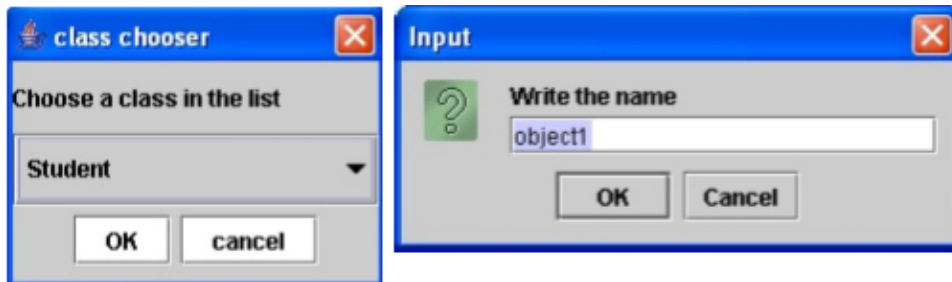 class chooser
Choose a class in the list
Student
OK cancel
Input
Write the name
object1
OK Cancel